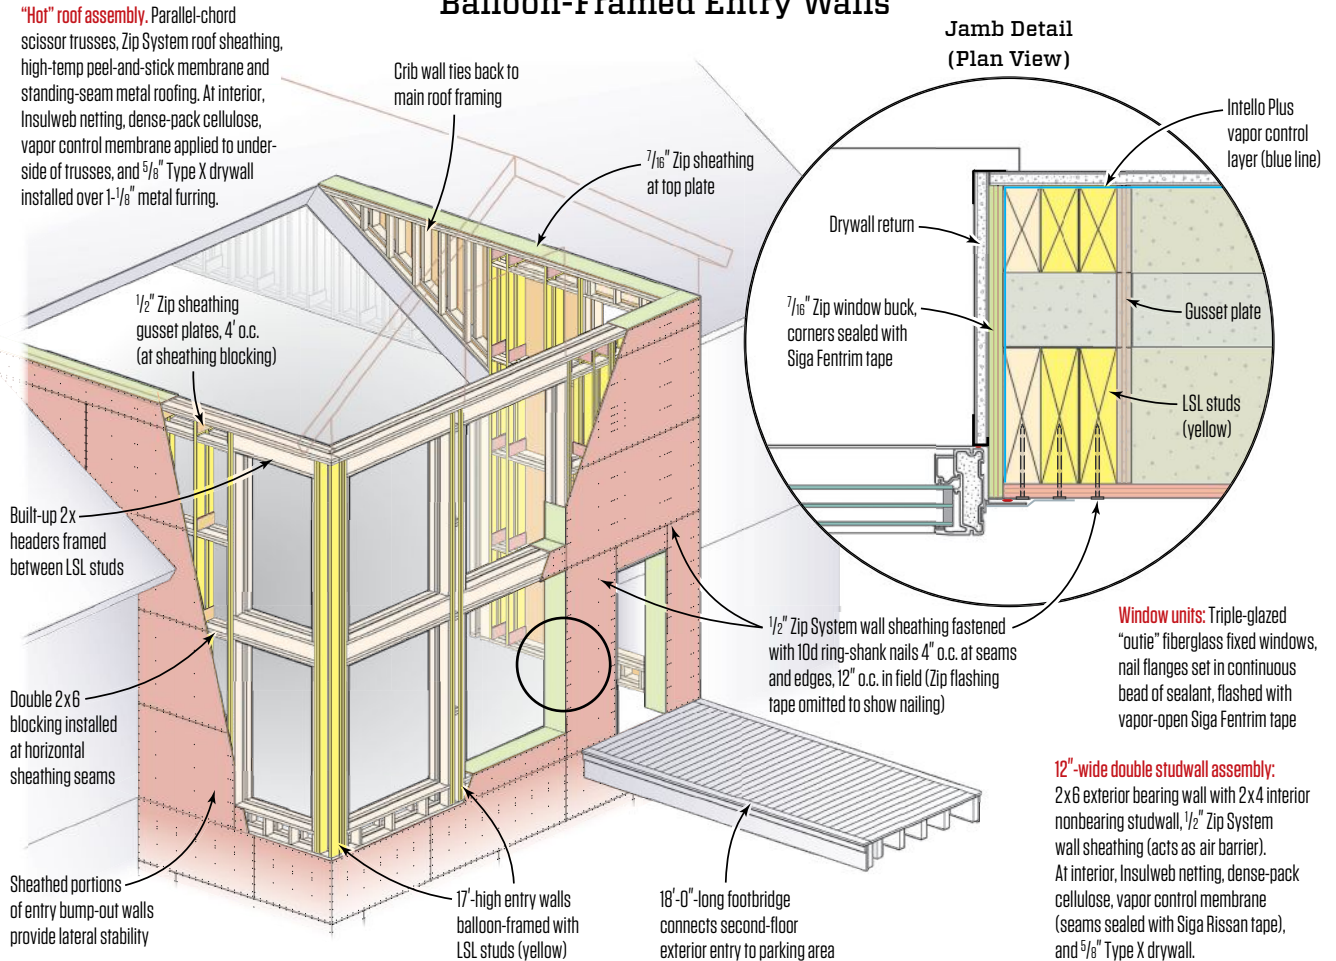 Balloon-Framed Entry Walls
"Hot" roof assembly. Parallel-chord
scissor trusses, Zip System roof sheathing,
high-temp peel-and-stick membrane and
standing-seam metal roofing. At interior,
Insulweb netting, dense-pack cellulose,
vapor control membrane applied to under-
side of trusses, and 5/8" Type X drywall
installed over 1-1/8" metal furring.
Crib wall ties back to
main roof framing
7/16" Zip sheathing
at top plate
1/2" Zip sheathing
gusset plates, 4' o.c.
(at sheathing blocking)
Built-up 2x
headers framed
between LSL studs
Double 2x6
blocking installed
at horizontal
sheathing seams
Sheathed portions
of entry bump-out walls
provide lateral stability
17'-high entry walls
balloon-framed with
LSL studs (yellow)
18'-0"-long footbridge
connects second-floor
exterior entry to parking area
1/2" Zip System wall sheathing fastened
with 10d ring-shank nails 4" o.c. at seams
and edges, 12" o.c. in field (Zip flashing
tape omitted to show nailing)
Jamb Detail
(Plan View)
Intello Plus
vapor control
layer (blue line)
Drywall return
7/16" Zip window buck,
corners sealed with
Siga Fentrim tape
Gusset plate
LSL studs
(yellow)
Window units: Triple-glazed
"outie" fiberglass fixed windows,
nail flanges set in continuous
bead of sealant, flashed with
vapor-open Siga Fentrim tape
12"-wide double studwall assembly:
2x6 exterior bearing wall with 2x4 interior
nonbearing studwall, 1/2" Zip System
wall sheathing (acts as air barrier).
At interior, Insulweb netting, dense-pack
cellulose, vapor control membrane
(seams sealed with Siga Rissan tape),
and 5/8" Type X drywall.